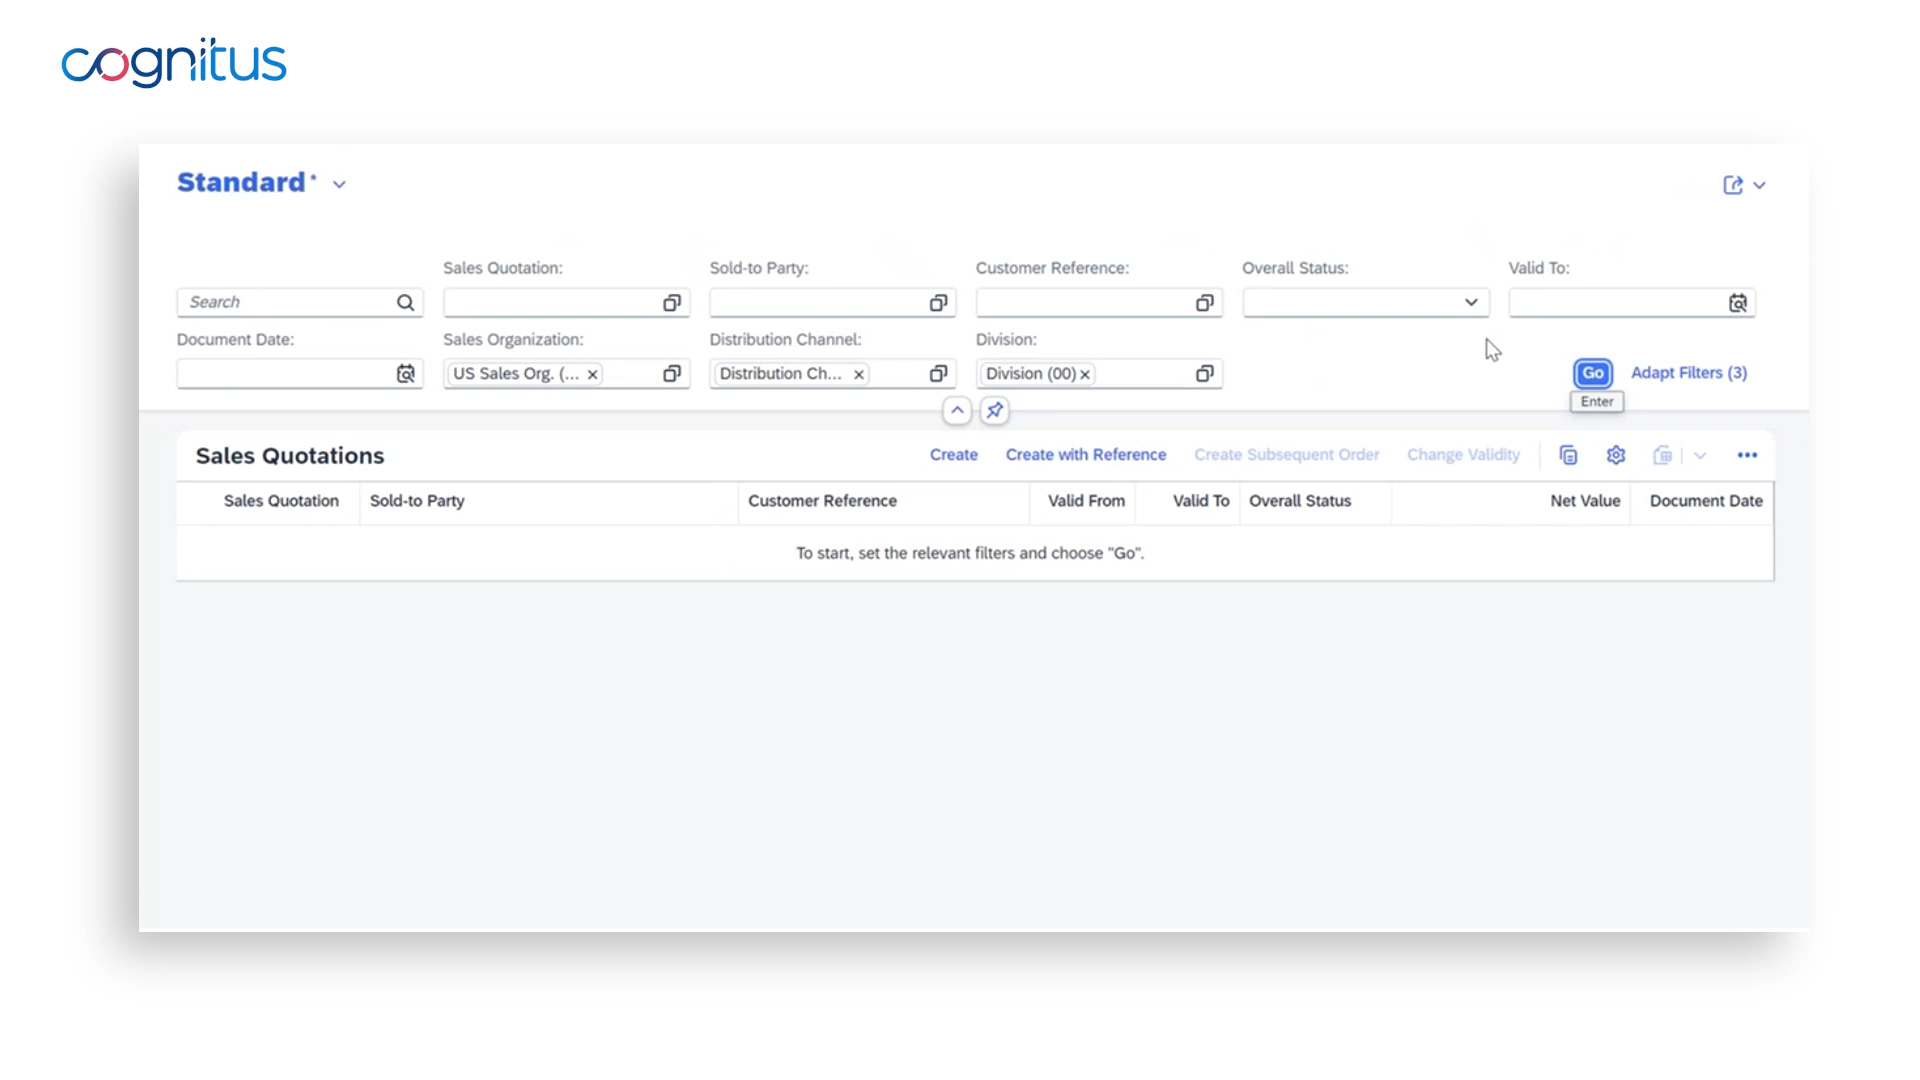 cognitus
Standard *
Sales Quotation: Sold-to Party: Customer Reference: Overall Status: Valid To:
Search
Document Date: Sales Organization: Distribution Channel: Division:
US Sales Org. (... × Distribution Ch... × Division (00) × Go Adapt Filters (3)
Enter
Sales Quotations Create Create with Reference Create Subsequent Order Change Validity
Sales Quotation Sold-to Party Customer Reference Valid From Valid To Overall Status Net Value Document Date
To start, set the relevant filters and choose "Go".